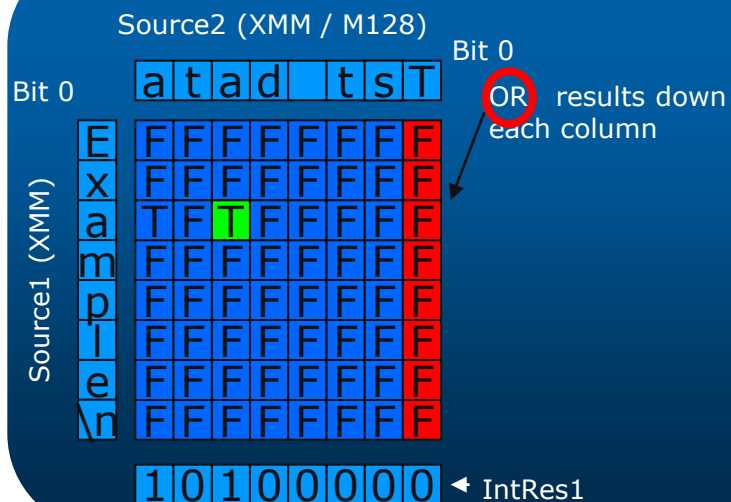 Source2 (XMM / M128)
Bit 0
Bit 0
a t a d   t s T
OR results down
each column
Source1 (XMM)
E F F F F F F F F
x F F F F F F F F
a T F T F F F F F
m F F F F F F F F
p F F F F F F F F
l F F F F F F F F
e F F F F F F F F
\n F F F F F F F F
1 0 1 0 0 0 0 0 IntRes1